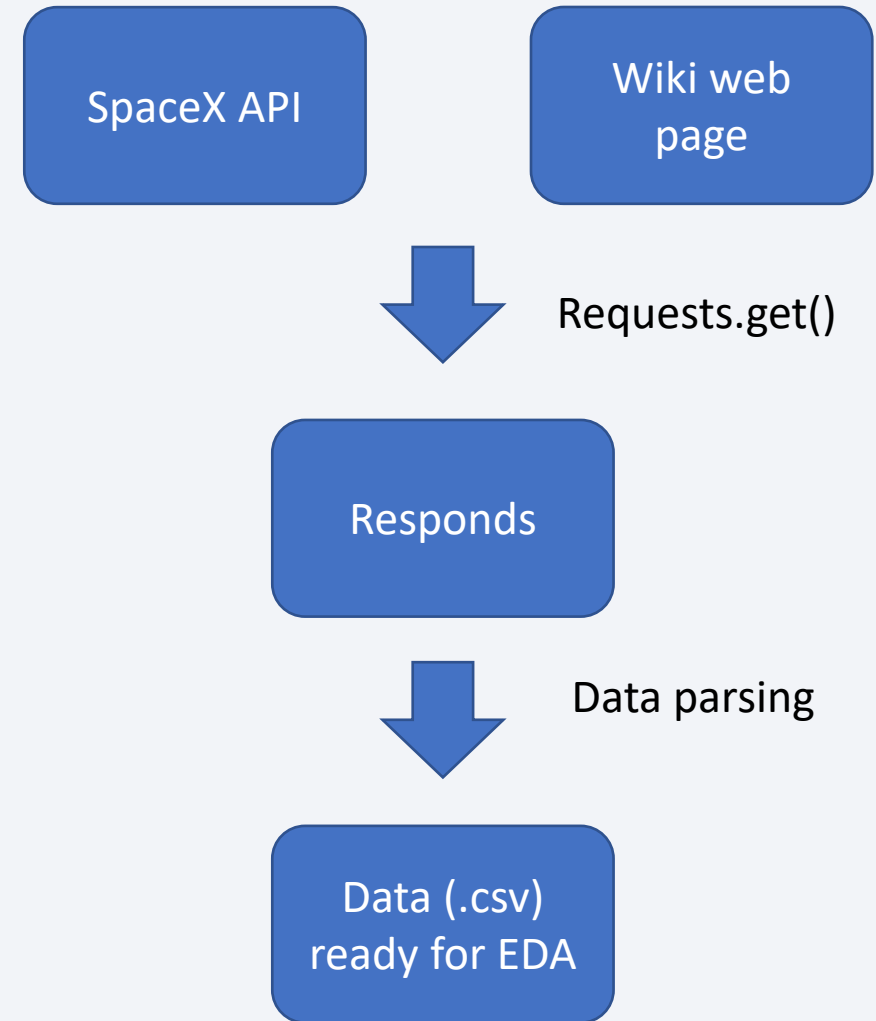 SpaceX API
Wiki web
page
Requests.get()
Responds
Data parsing
Data (.csv)
ready for EDA